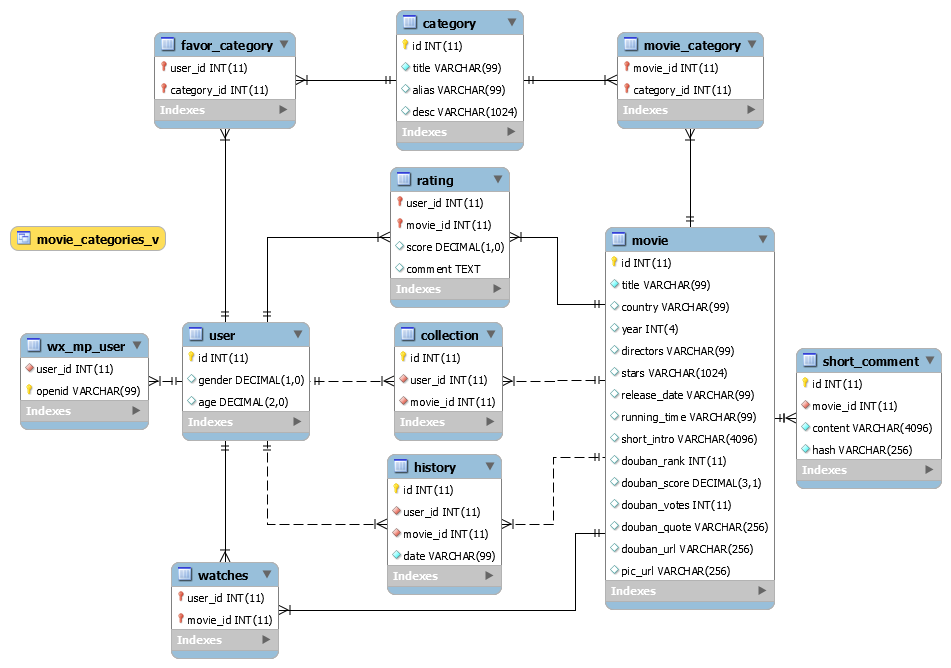 favor_category
user_id INT(11)
category_id INT(11)
Indexes
category
id INT(11)
title VARCHAR(99)
alias VARCHAR(99)
desc VARCHAR(1024)
Indexes
movie_category
movie_id INT(11)
category_id INT(11)
Indexes
rating
user_id INT(11)
movie_id INT(11)
score DECIMAL(1,0)
comment TEXT
Indexes
movie_categories_v
movie
id INT(11)
title VARCHAR(99)
country VARCHAR(99)
year INT(4)
directors VARCHAR(99)
stars VARCHAR(1024)
release_date VARCHAR(99)
running_time VARCHAR(99)
short_intro VARCHAR(4096)
douban_rank INT(11)
douban_score DECIMAL(3,1)
douban_votes INT(11)
douban_quote VARCHAR(256)
douban_url VARCHAR(256)
pic_url VARCHAR(256)
Indexes
wx_mp_user
user_id INT(11)
openid VARCHAR(99)
Indexes
user
id INT(11)
gender DECIMAL(1,0)
age DECIMAL(2,0)
Indexes
collection
id INT(11)
user_id INT(11)
movie_id INT(11)
Indexes
short_comment
id INT(11)
movie_id INT(11)
content VARCHAR(4096)
hash VARCHAR(256)
Indexes
history
id INT(11)
user_id INT(11)
movie_id INT(11)
date VARCHAR(99)
Indexes
watches
user_id INT(11)
movie_id INT(11)
Indexes